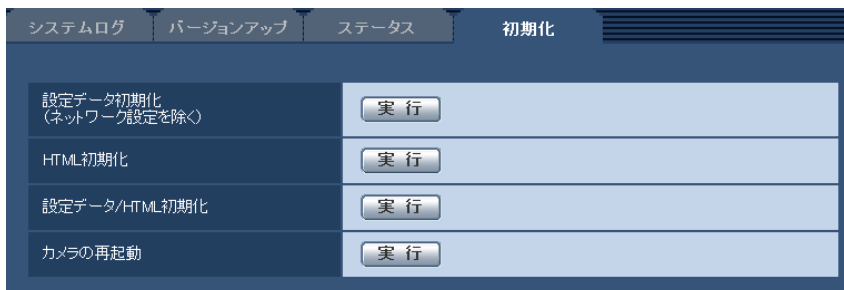 システムログ バージョンアップ ステータス 初期化
設定データ初期化
(ネットワーク設定を除く)
実 行
HTML初期化
実 行
設定データ/HTML初期化
実 行
カメラの再起動
実 行